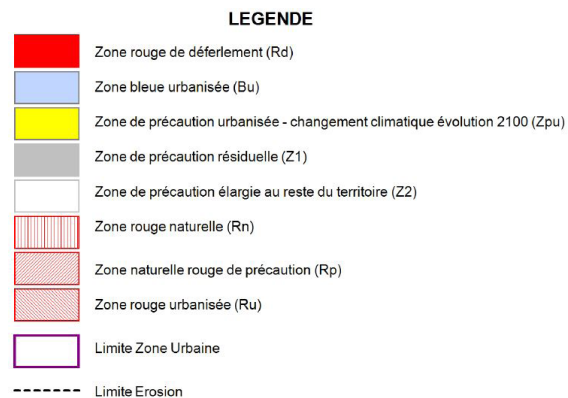 LEGENDE
Zone rouge de déferlement (Rd)
Zone bleue urbanisée (Bu)
Zone de précaution urbanisée - changement climatique évolution 2100 (Zpu)
Zone de précaution résiduelle (Z1)
Zone de précaution élargie au reste du territoire (Z2)
Zone rouge naturelle (Rn)
Zone naturelle rouge de précaution (Rp)
Zone rouge urbanisée (Ru)
Limite Zone Urbaine
Limite Erosion